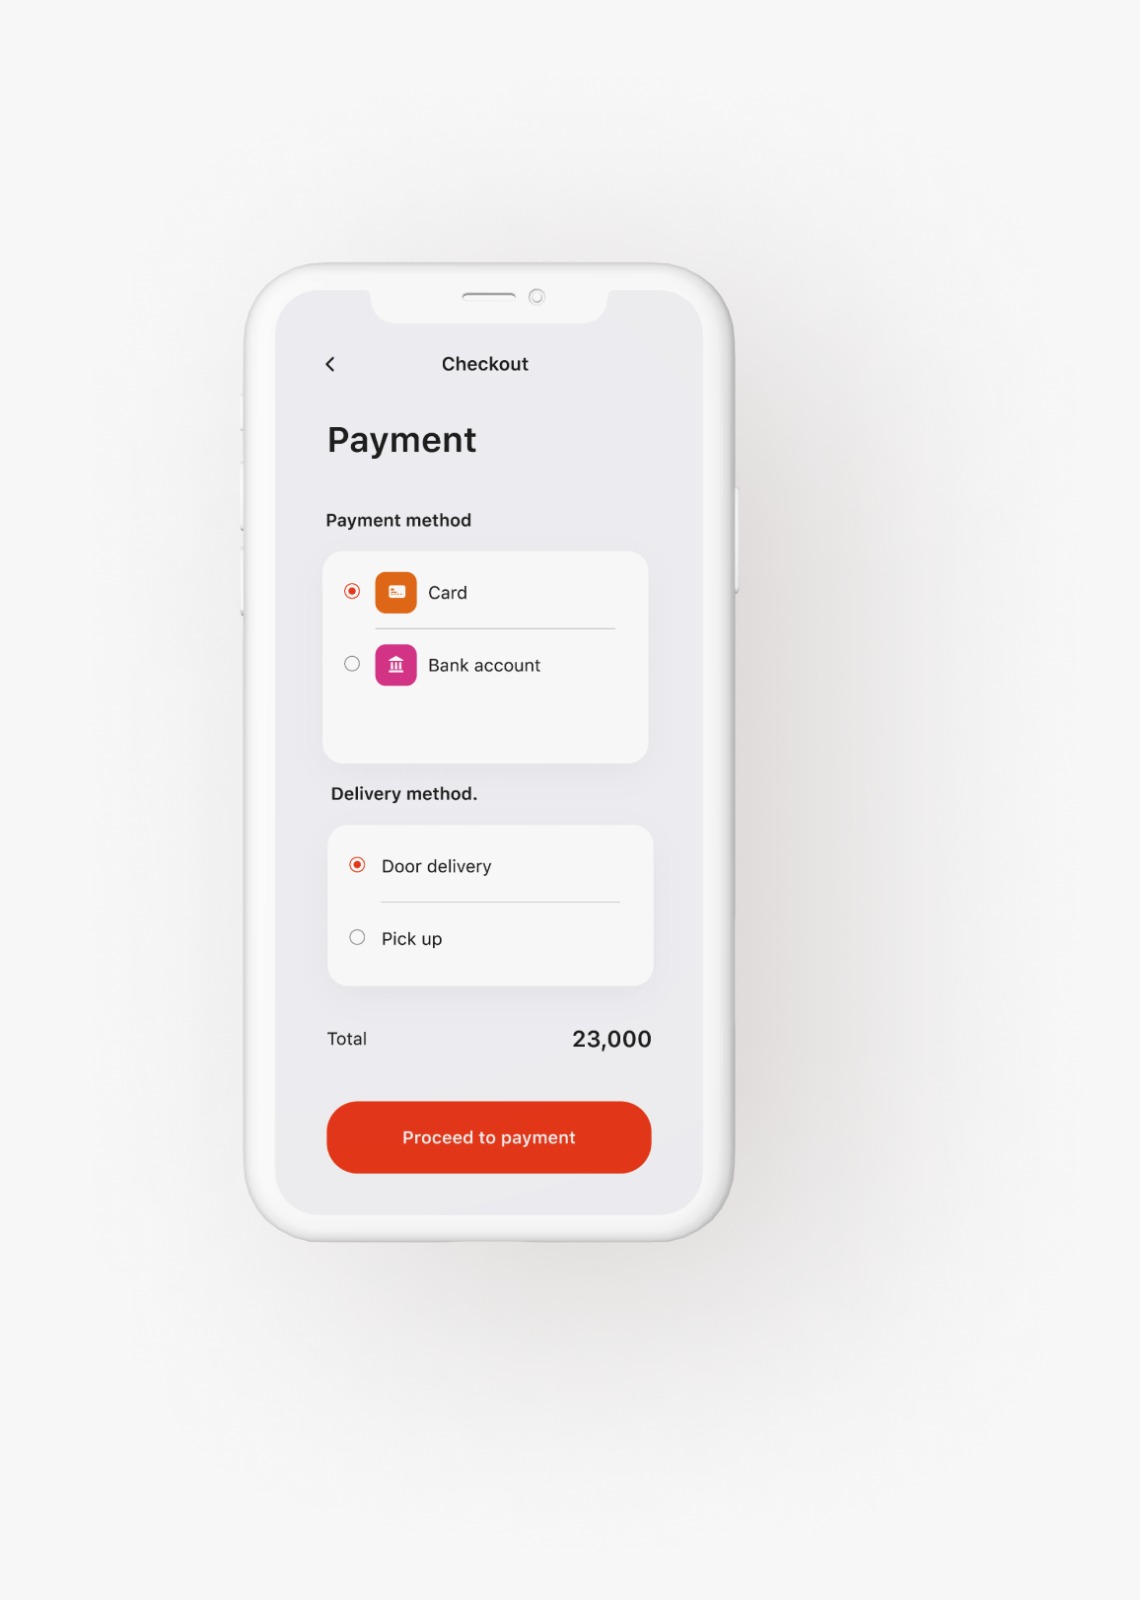 Checkout
Payment
Payment method
Card
Bank account
Delivery method.
Door delivery
Pick up
Total 23,000
Proceed to payment